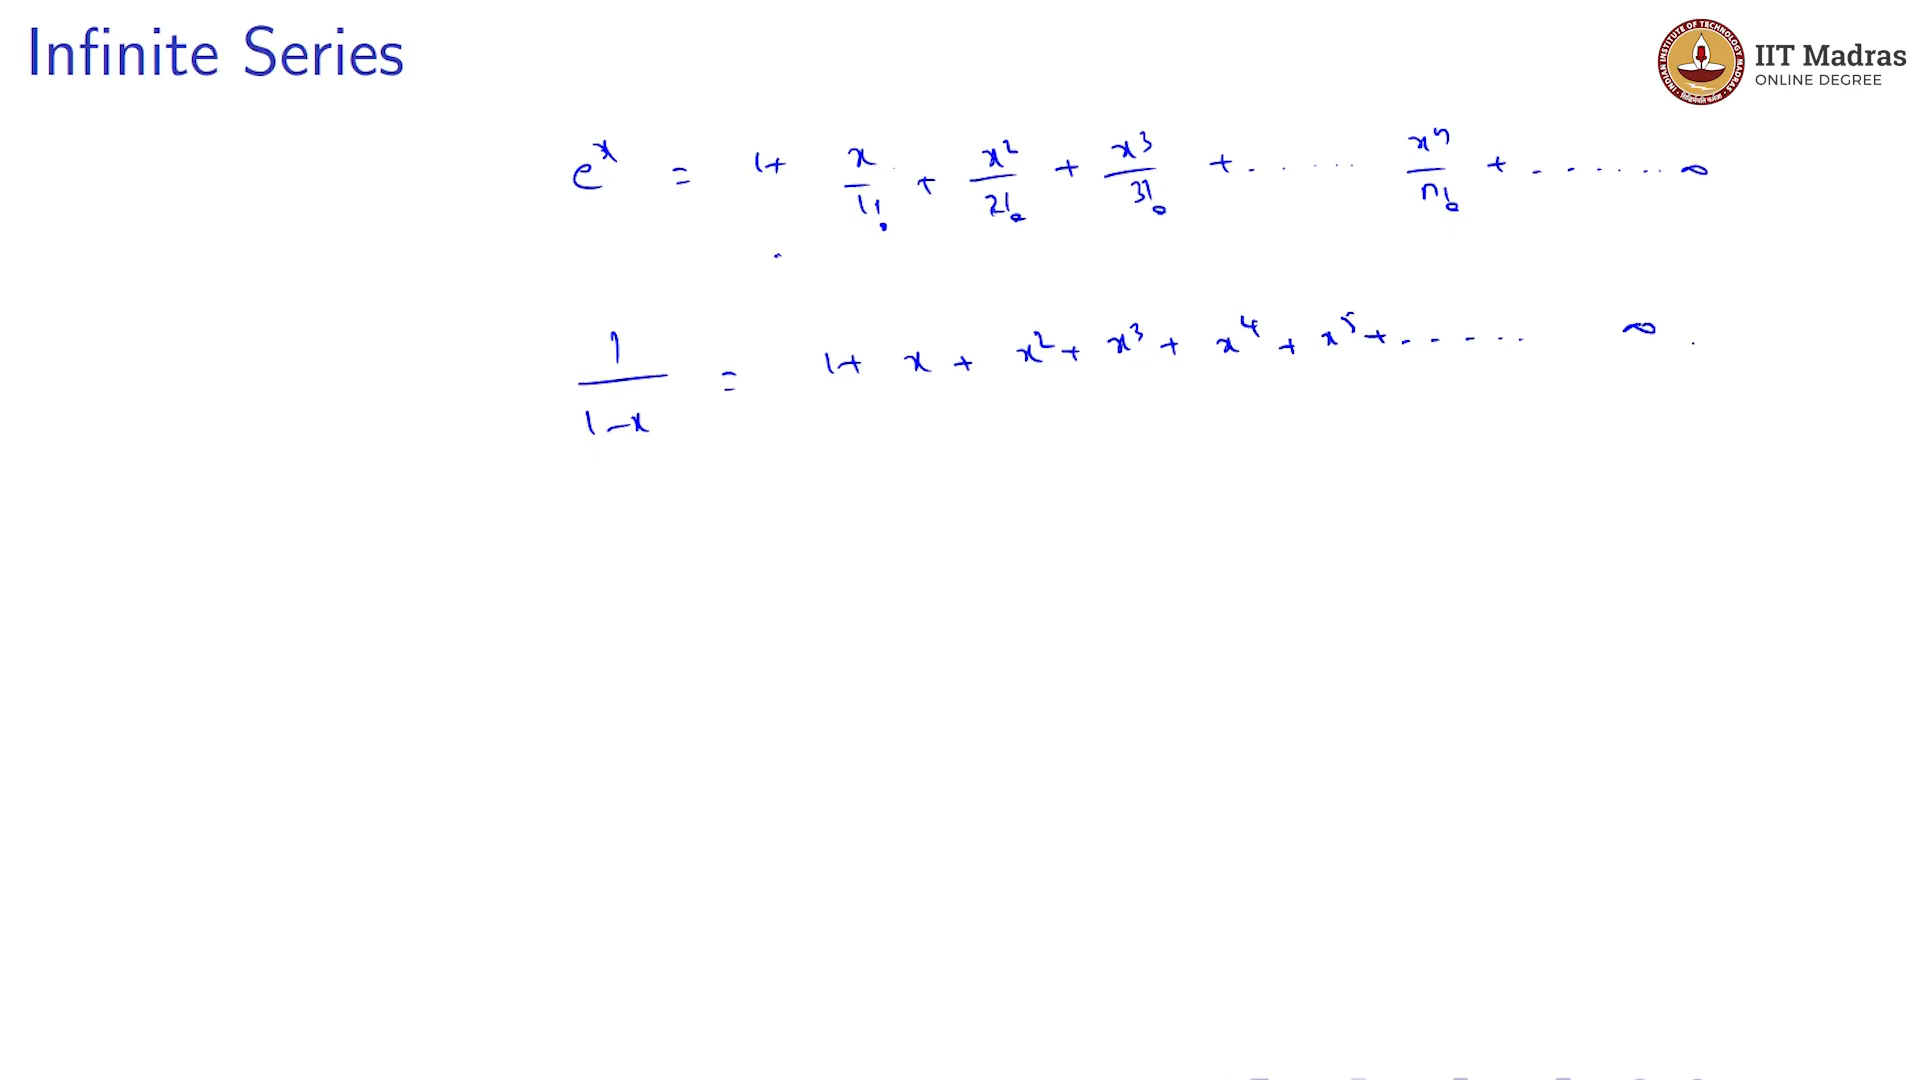 Infinite Series
IIT Madras
ONLINE DEGREE
e^x = 1 + x/1! + x^2/2! + x^3/3! + ...... x^n/n! + ....... ∞
1/(1-x) = 1 + x + x^2 + x^3 + x^4 + x^5 + ...... ∞